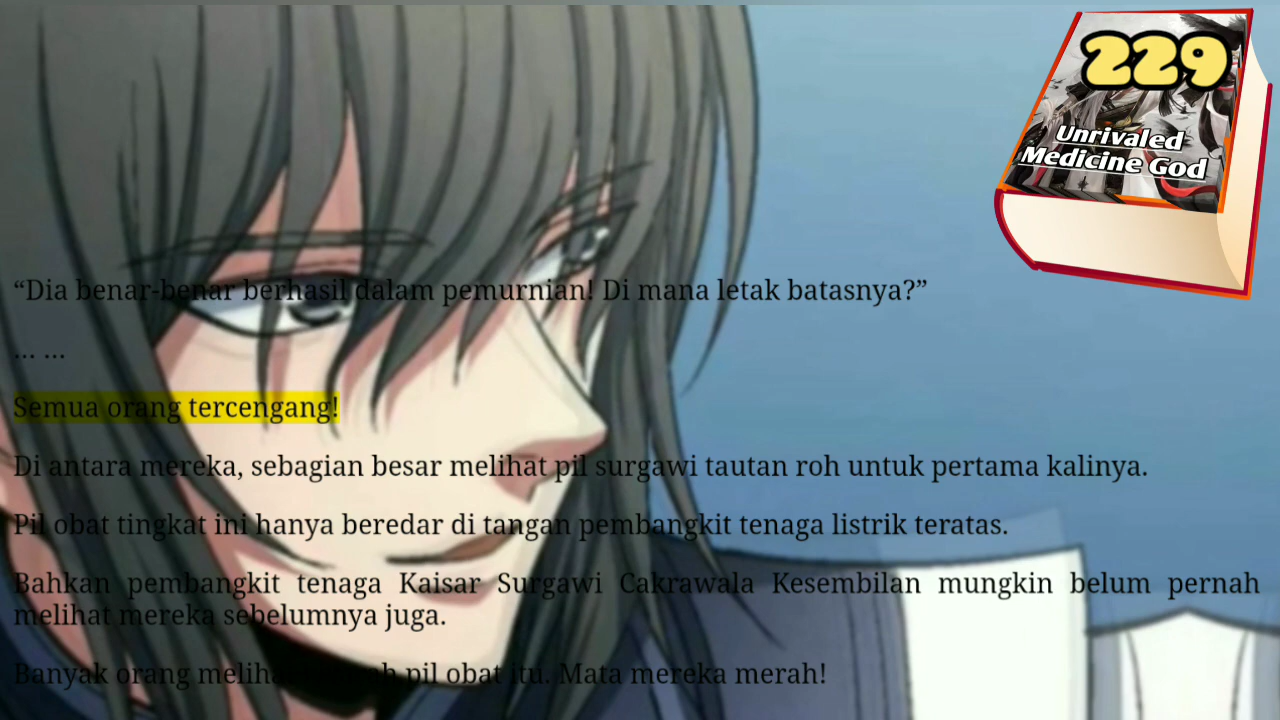 229
Unrivaled
Medicine God
“Dia benar-benar berhasil dalam pemurnian! Di mana letak batasnya?”
... ...
Semua orang tercengang!
Di antara mereka, sebagian besar melihat pil surgawi tautan roh untuk pertama kalinya.
Pil obat tingkat ini hanya beredar di tangan pembangkit tenaga listrik teratas.
Bahkan pembangkit tenaga Kaisar Surgawi Cakrawala Kesembilan mungkin belum pernah
melihat mereka sebelumnya juga.
Banyak orang melihat pil obat itu. Mata mereka merah!